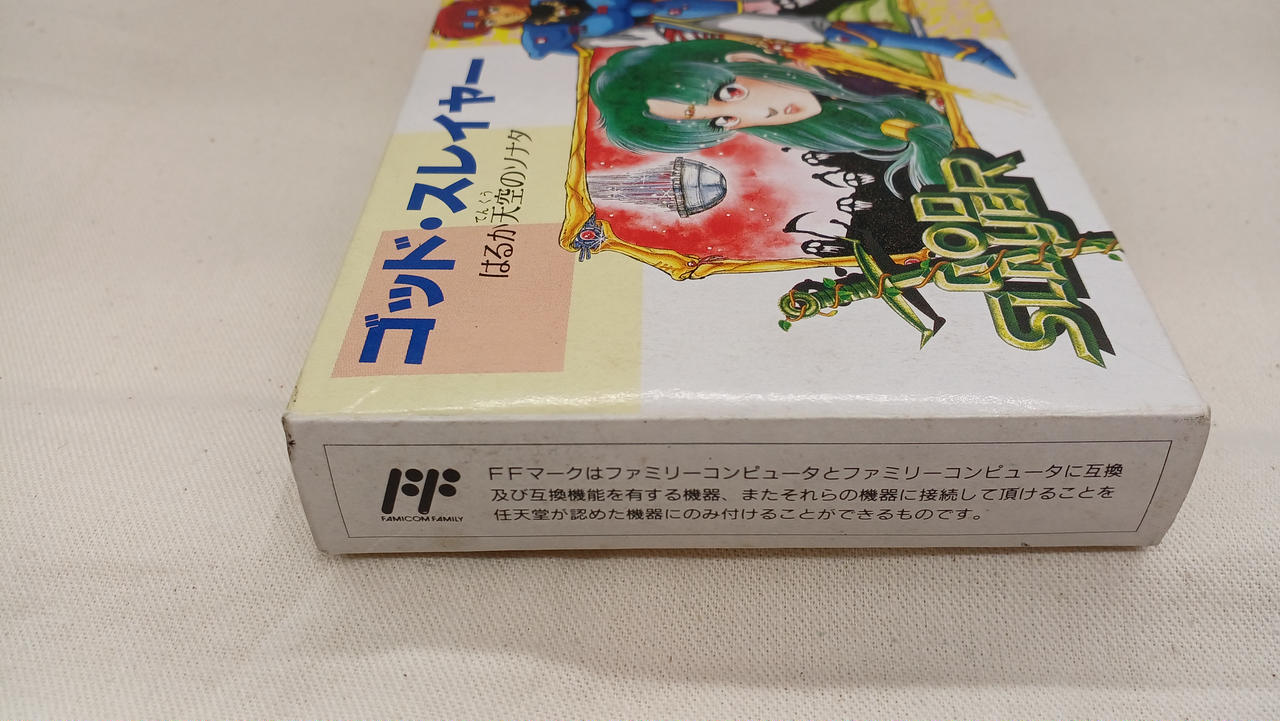 ゴッド・スレイヤー
はるか天空のソナタ
てんくう
GOD
SLAYER
FAMICOM FAMILY
FFマークはファミリーコンピュータとファミリーコンピュータに互換
及び互換機能を有する機器、またそれらの機器に接続して頂けることを
任天堂が認めた機器にのみ付けることができるものです。